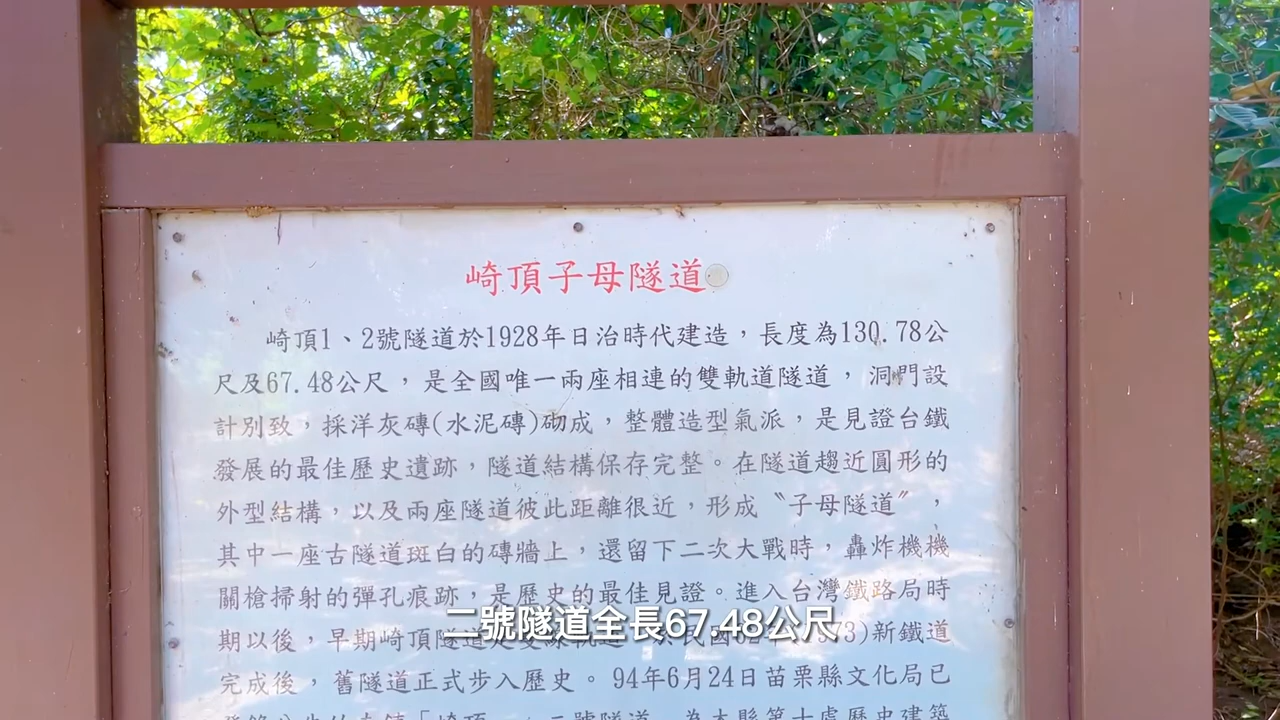 崎頂子母隧道
崎頂1、2號隧道於1928年日治時代建造，長度為130.78公
尺及67.48公尺，是全國唯一兩座相連的雙軌道隧道，洞門設
計別致，採洋灰磚(水泥磚)砌成，整體造型氣派，是見證台鐵
發展的最佳歷史遺跡，隧道結構保存完整。在隧道趨近圓形的
外型結構，以及兩座隧道彼此距離很近，形成〝子母隧道〞，
其中一座古隧道斑白的磚牆上，還留下二次大戰時，轟炸機機
關槍掃射的彈孔痕跡，是歷史的最佳見證。進入台灣鐵路局時
二號隧道全長67.48公尺
期以後，早期崎頂隧道 新鐵道
完成後，舊隧道正式步入歷史。94年6月24日苗栗縣文化局已